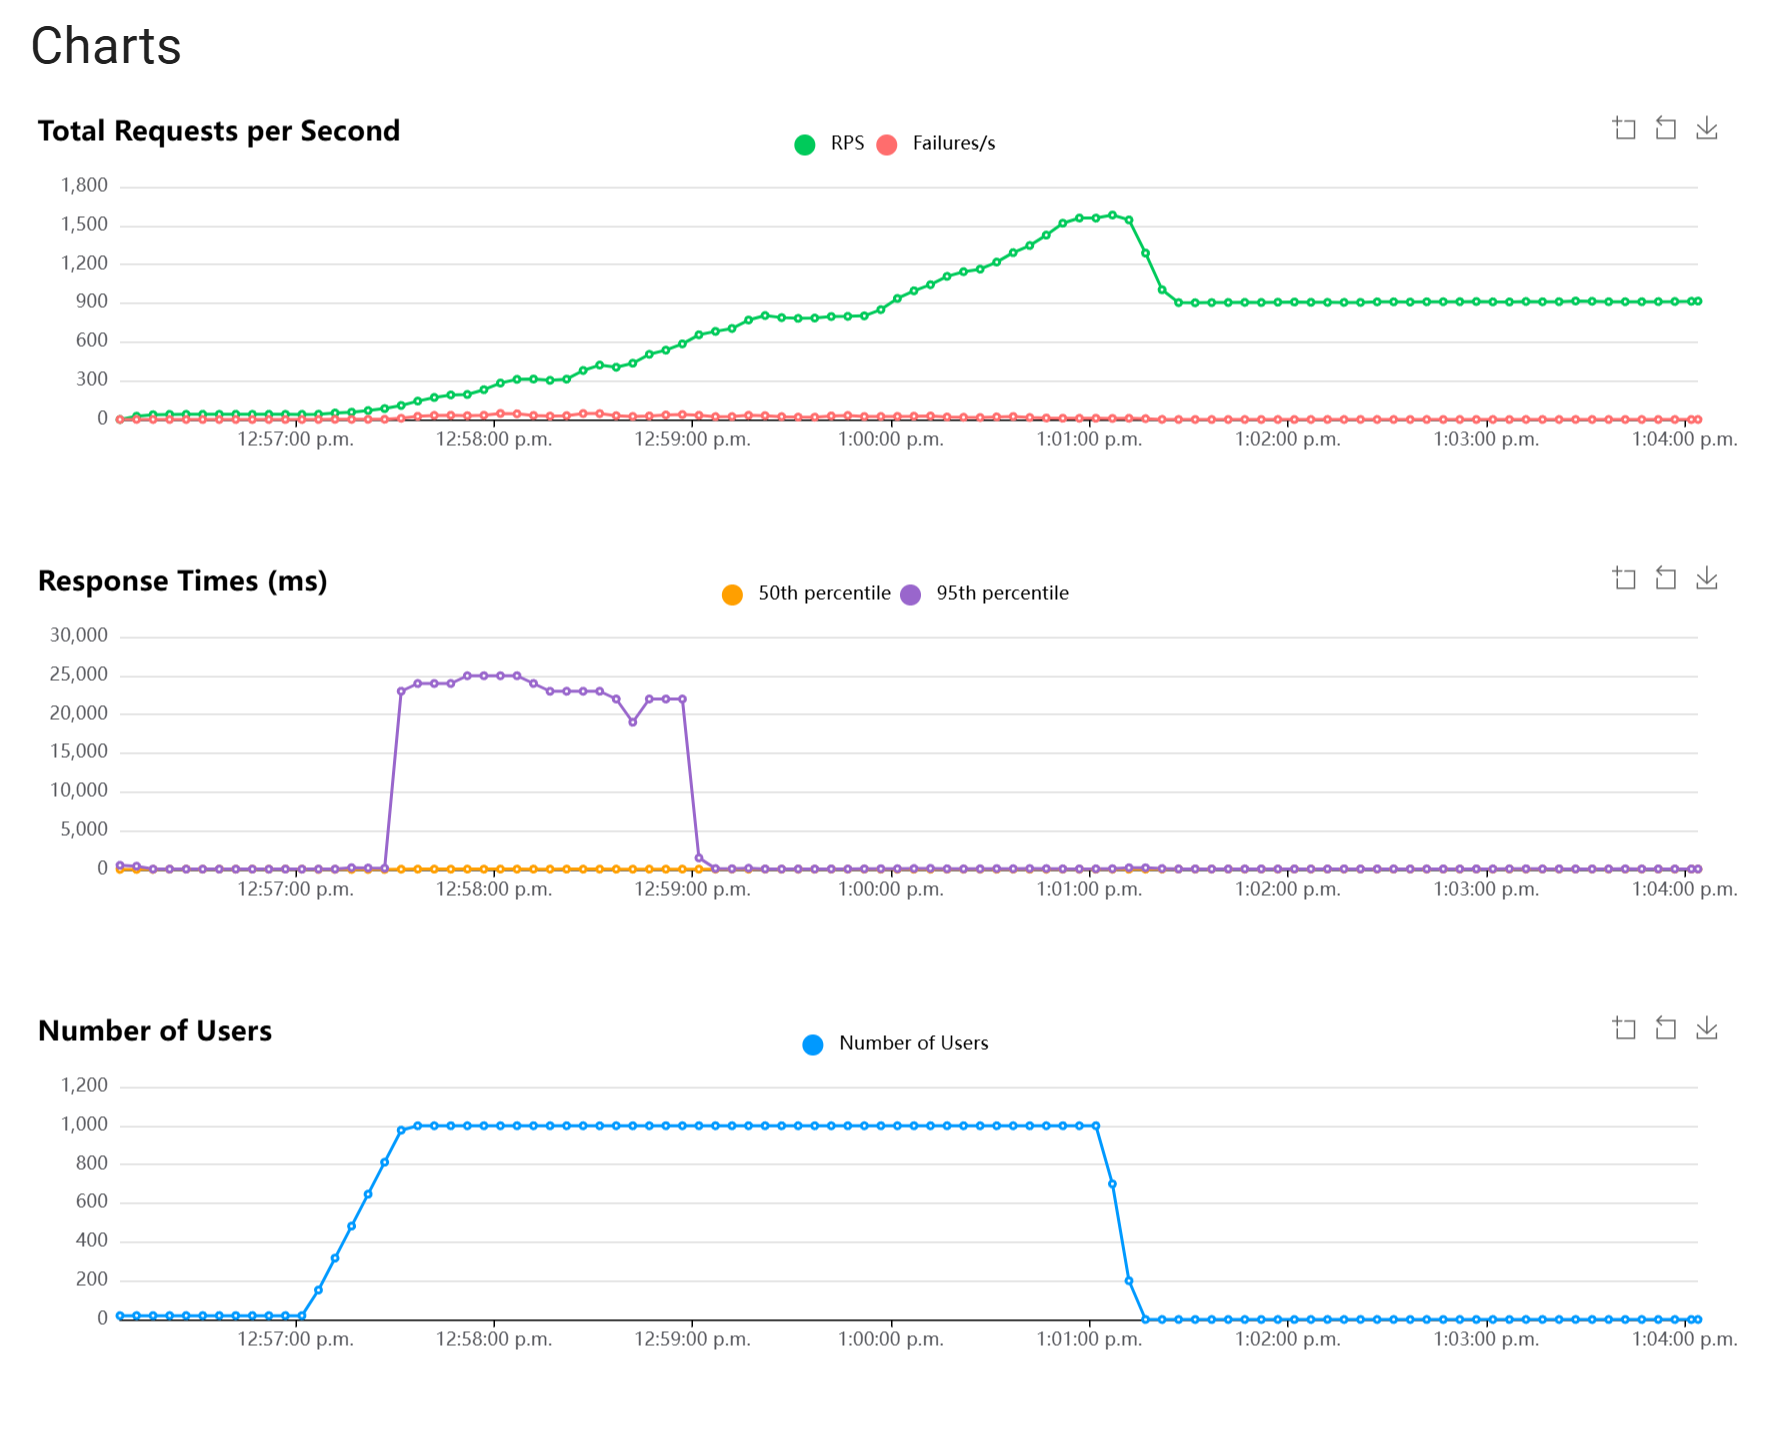 Charts
Total Requests per Second
RPS Failures/s
1,800
1,500
1,200
900
600
300
0
12:57:00 p.m. 12:58:00 p.m. 12:59:00 p.m. 1:00:00 p.m. 1:01:00 p.m. 1:02:00 p.m. 1:03:00 p.m. 1:04:00 p.m.
Response Times (ms)
50th percentile 95th percentile
30,000
25,000
20,000
15,000
10,000
5,000
0
12:57:00 p.m. 12:58:00 p.m. 12:59:00 p.m. 1:00:00 p.m. 1:01:00 p.m. 1:02:00 p.m. 1:03:00 p.m. 1:04:00 p.m.
Number of Users
Number of Users
1,200
1,000
800
600
400
200
0
12:57:00 p.m. 12:58:00 p.m. 12:59:00 p.m. 1:00:00 p.m. 1:01:00 p.m. 1:02:00 p.m. 1:03:00 p.m. 1:04:00 p.m.